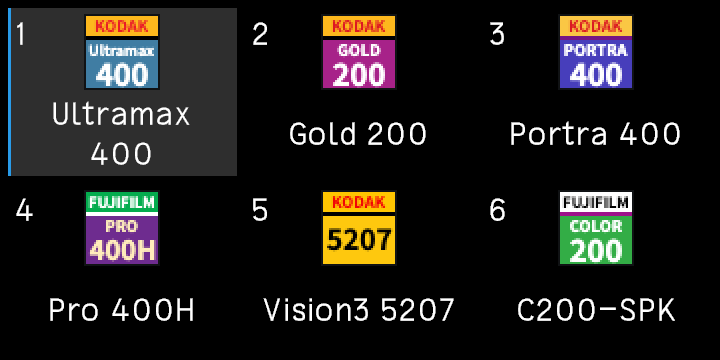 1
KODAK
Ultramax
400
Ultramax
400
2
KODAK
GOLD
200
Gold 200
3
KODAK
PORTRA
400
Portra 400
4
FUJIFILM
PRO
400H
Pro 400H
5
KODAK
5207
Vision3 5207
6
FUJIFILM
COLOR
200
C200-SPK